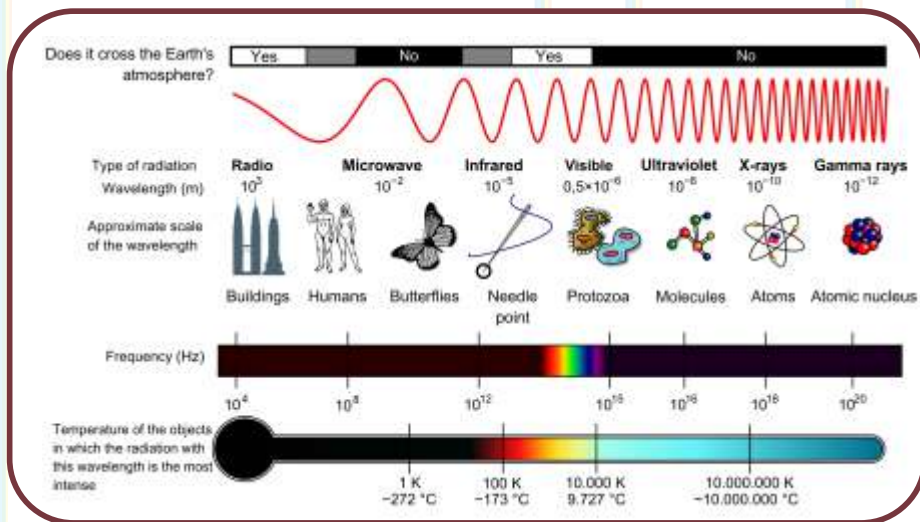 Does it cross the Earth's
atmosphere?
Yes No Yes No
Type of radiation Radio Microwave Infrared Visible Ultraviolet X-rays Gamma rays
Wavelength (m) 10³ 10⁻² 10⁻⁵ 0,5×10⁻⁶ 10⁻⁸ 10⁻¹⁰ 10⁻¹²
Approximate scale
of the wavelength
Buildings Humans Butterflies Needle Protozoa Molecules Atoms Atomic nucleus
point
Frequency (Hz)
10⁴ 10⁸ 10¹² 10¹⁵ 10¹⁶ 10¹⁸ 10²⁰
Temperature of the objects
in which the radiation with
this wavelength is the most
intense
1 K 100 K 10.000 K 10.000.000 K
−272 °C −173 °C 9.727 °C ~10.000.000 °C